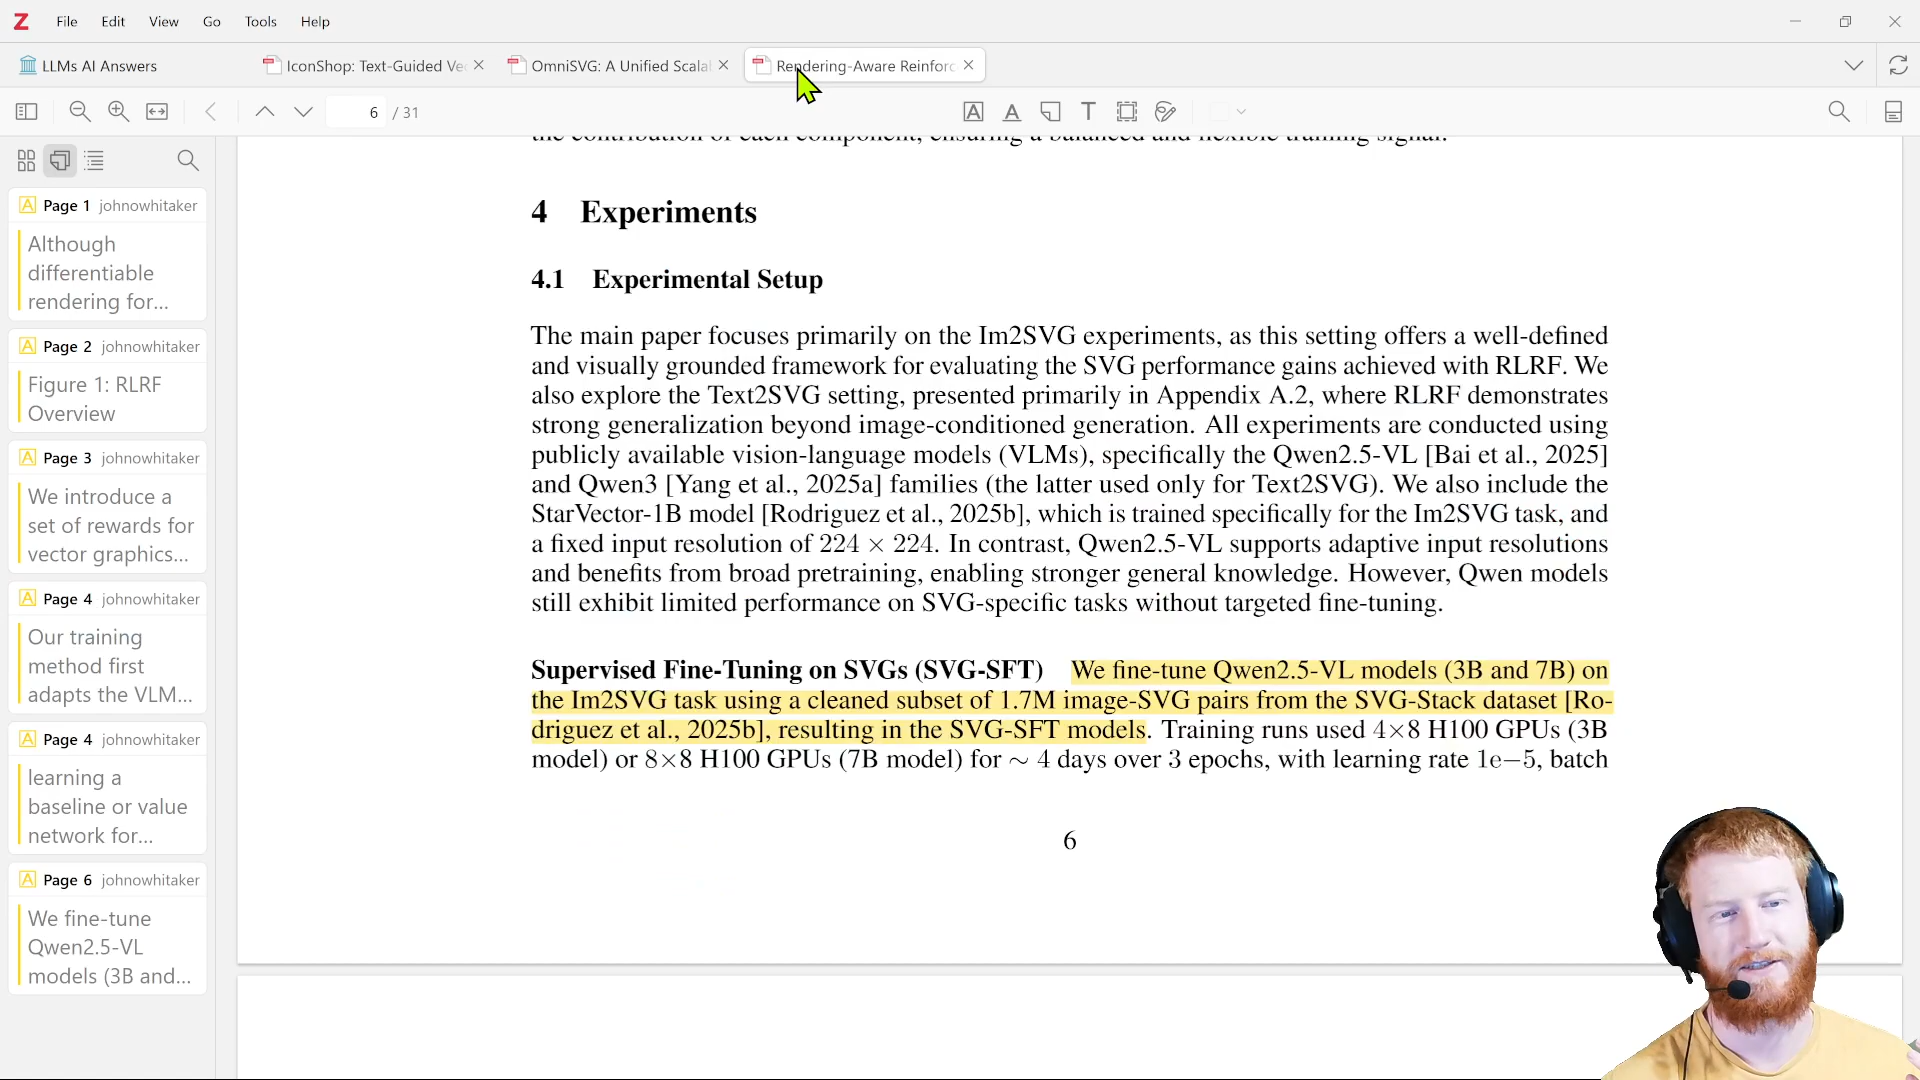 Z File Edit View Go Tools Help
LLMs AI Answers
IconShop: Text-Guided Ve
OmniSVG: A Unified Scala
Rendering-Aware Reinforc
6 / 31
the contribution of each component, ensuring a balanced and flexible training signal.
Page 1 johnowhitaker
Although
differentiable
rendering for...
Page 2 johnowhitaker
Figure 1: RLRF
Overview
Page 3 johnowhitaker
We introduce a
set of rewards for
vector graphics...
Page 4 johnowhitaker
Our training
method first
adapts the VLM...
Page 4 johnowhitaker
learning a
baseline or value
network for...
Page 6 johnowhitaker
We fine-tune
Qwen2.5-VL
models (3B and...
4 Experiments
4.1 Experimental Setup
The main paper focuses primarily on the Im2SVG experiments, as this setting offers a well-defined
and visually grounded framework for evaluating the SVG performance gains achieved with RLRF. We
also explore the Text2SVG setting, presented primarily in Appendix A.2, where RLRF demonstrates
strong generalization beyond image-conditioned generation. All experiments are conducted using
publicly available vision-language models (VLMs), specifically the Qwen2.5-VL [Bai et al., 2025]
and Qwen3 [Yang et al., 2025a] families (the latter used only for Text2SVG). We also include the
StarVector-1B model [Rodriguez et al., 2025b], which is trained specifically for the Im2SVG task, and
a fixed input resolution of 224 × 224. In contrast, Qwen2.5-VL supports adaptive input resolutions
and benefits from broad pretraining, enabling stronger general knowledge. However, Qwen models
still exhibit limited performance on SVG-specific tasks without targeted fine-tuning.
Supervised Fine-Tuning on SVGs (SVG-SFT) We fine-tune Qwen2.5-VL models (3B and 7B) on
the Im2SVG task using a cleaned subset of 1.7M image-SVG pairs from the SVG-Stack dataset [Ro-
driguez et al., 2025b], resulting in the SVG-SFT models. Training runs used 4×8 H100 GPUs (3B
model) or 8×8 H100 GPUs (7B model) for ∼ 4 days over 3 epochs, with learning rate 1e−5, batch
6